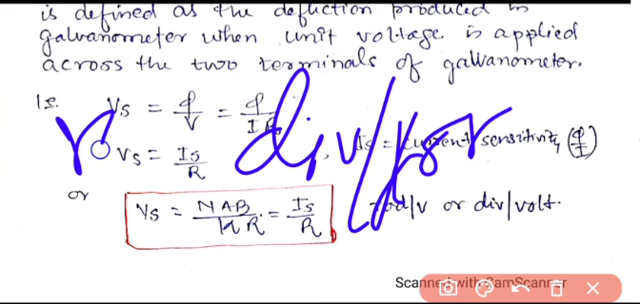 is defined as the deflection produced in
galvanometer when unit voltage is applied
across the two terminals of galvanometer.
Ie. Vs = φ/V = φ/IR
Vs = Is/R Is = current sensitivity (φ/I)
div/
or
Vs = NAB/KR = Is/R rad/v or div/volt.
Scanned with CamScanner